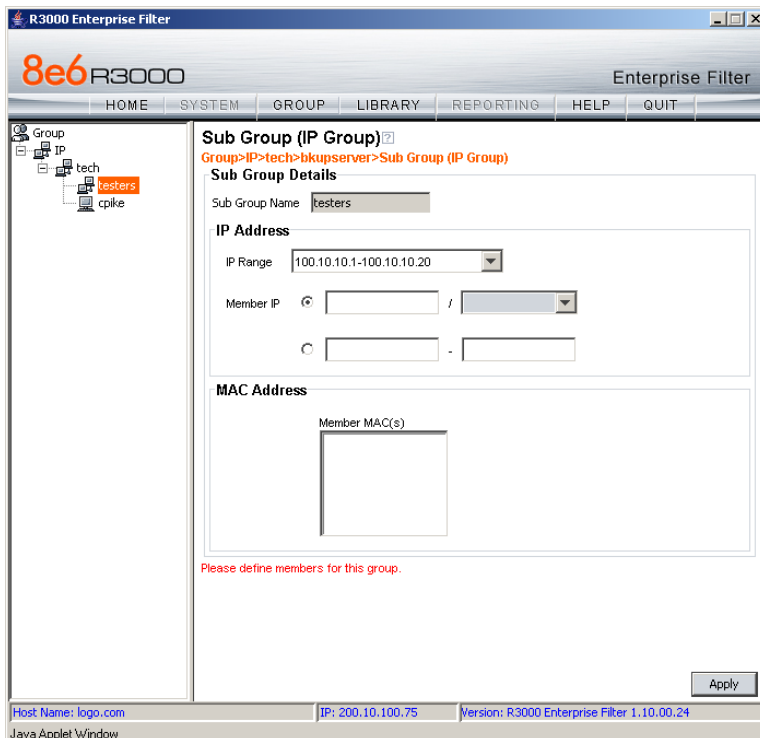 R3000 Enterprise Filter
8e6 R3000
Enterprise Filter
HOME SYSTEM GROUP LIBRARY REPORTING HELP QUIT
Group
IP
tech
testers
cpike
Sub Group (IP Group) ?
Group>IP>tech>bkupserver>Sub Group (IP Group)
Sub Group Details
Sub Group Name testers
IP Address
IP Range 100.10.10.1-100.10.10.20
Member IP /
-
MAC Address
Member MAC(s)
Please define members for this group.
Apply
Host Name: logo.com IP: 200.10.100.75 Version: R3000 Enterprise Filter 1.10.00.24
Java Applet Window